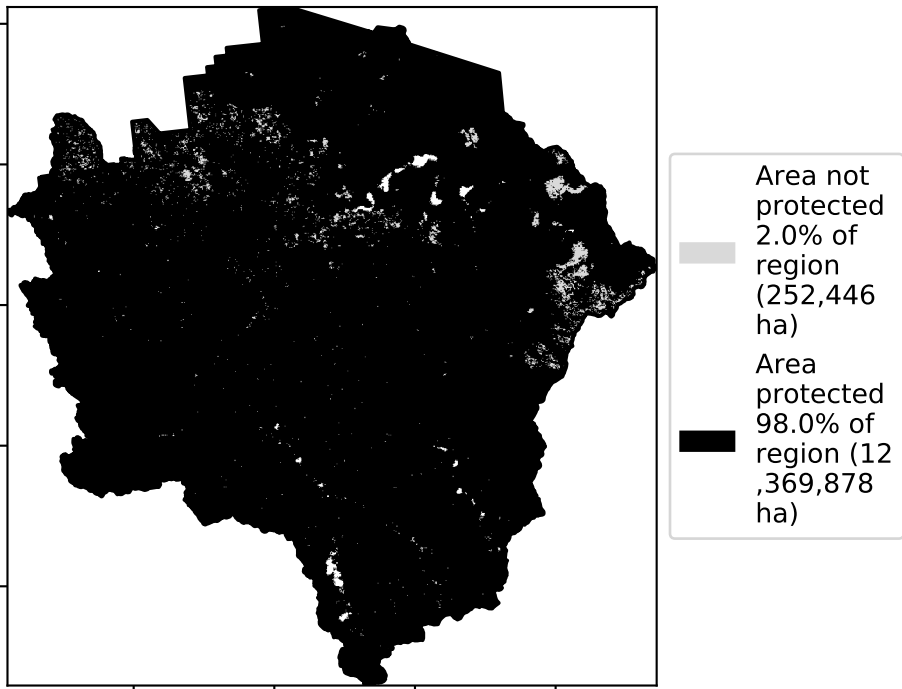 Area not
protected
2.0% of
region
(252,446
ha)
Area
protected
98.0% of
region (12
,369,878
ha)